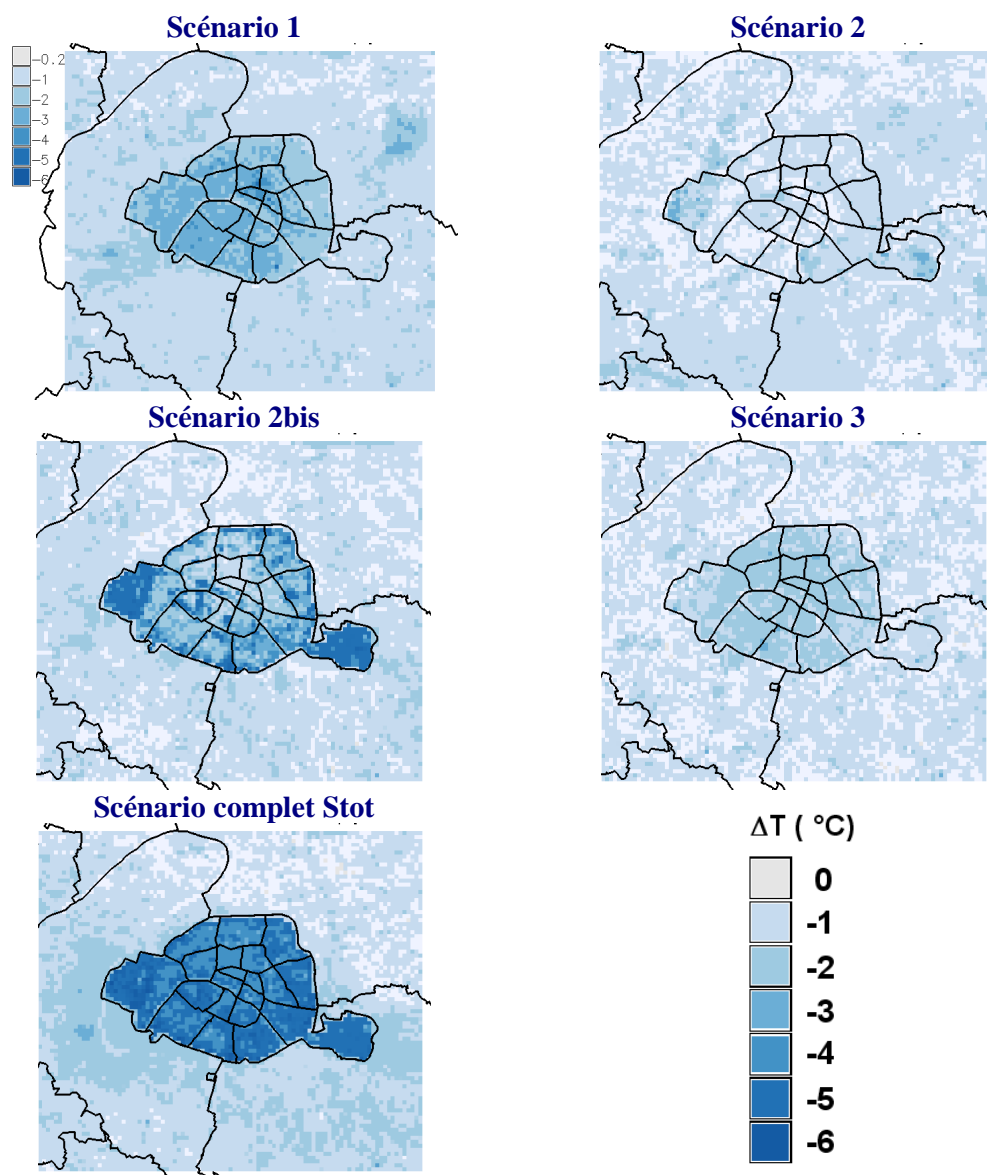 Scénario 1
Scénario 2
-0.2
-1
-2
-3
-4
-5
-6
Scénario 2bis
Scénario 3
Scénario complet Stot
ΔT ( °C)
0
-1
-2
-3
-4
-5
-6